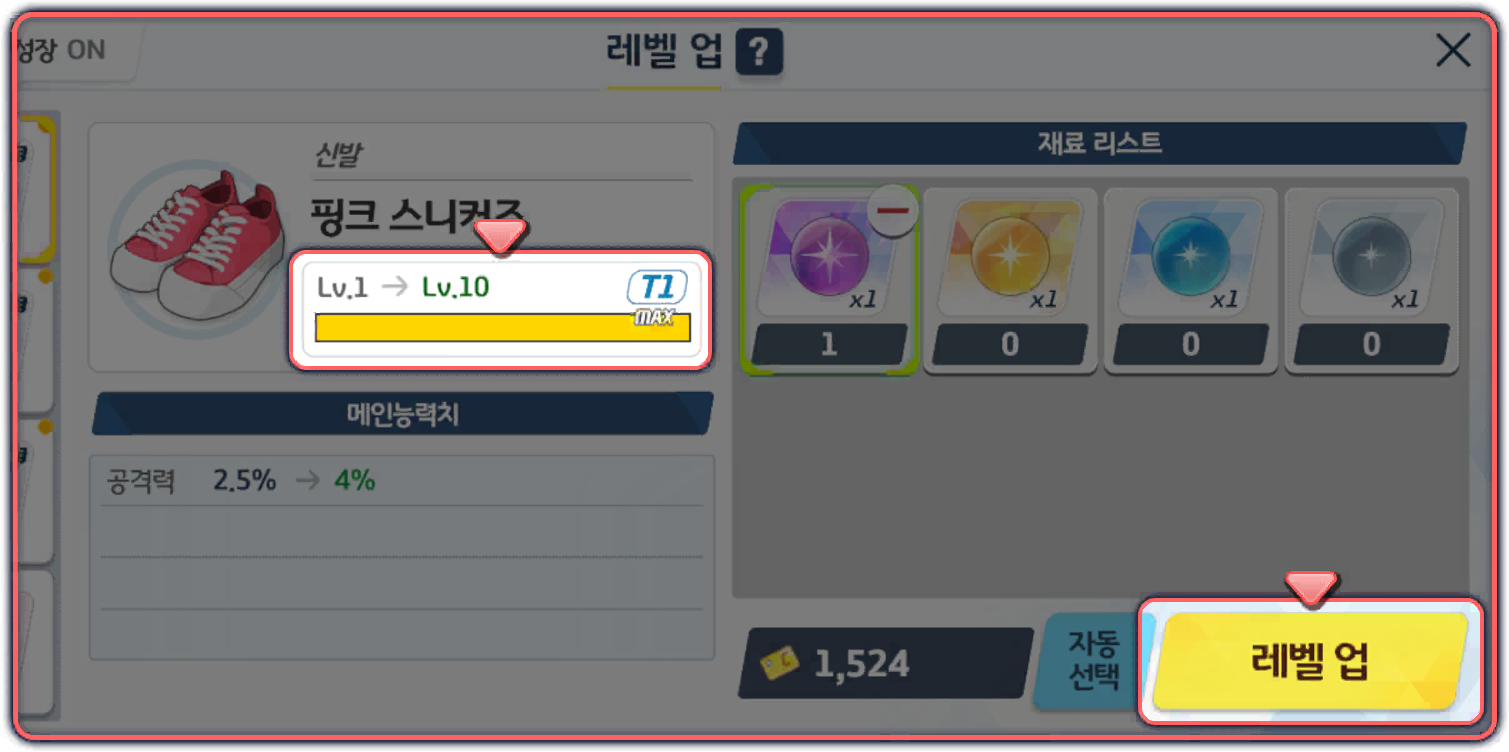 성장 ON
레벨 업 ?
신발
핑크 스니커즈
Lv.1 → Lv.10 T1
MAX
메인능력치
공격력 2.5% → 4%
재료 리스트
x1 x1 x1 x1
1 0 0 0
1,524
자동
선택
레벨 업